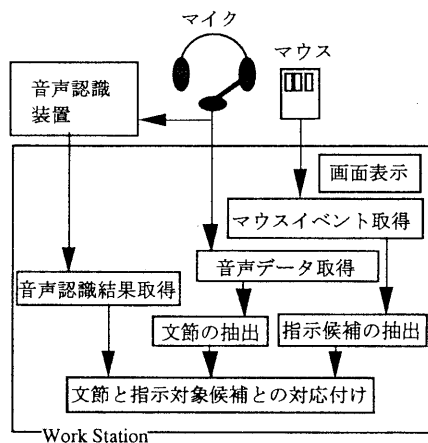 マイク
マウス
音声認識
装置
画面表示
マウスイベント取得
音声データ取得
音声認識結果取得
文節の抽出
指示候補の抽出
文節と指示対象候補との対応付け
Work Station